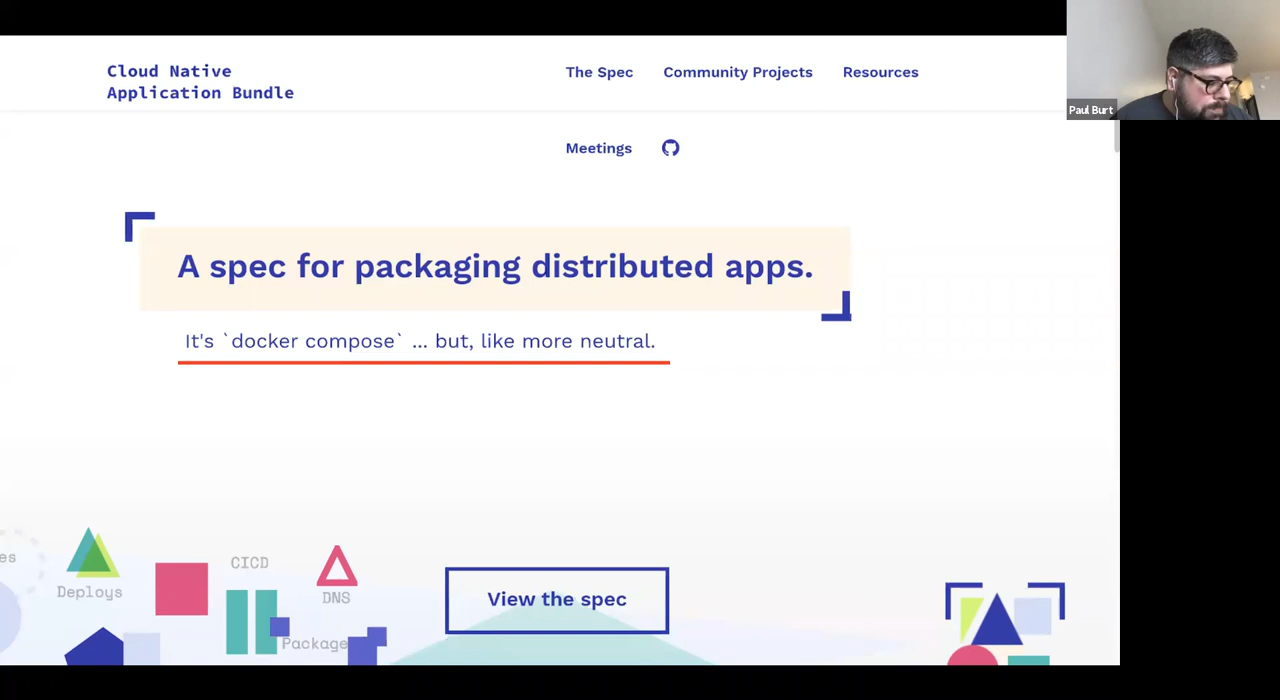 Cloud Native
Application Bundle
The Spec
Community Projects
Resources
Paul Burt
Meetings
A spec for packaging distributed apps.
It's `docker compose` ... but, like more neutral.
es
Deploys
CICD
DNS
Package
View the spec